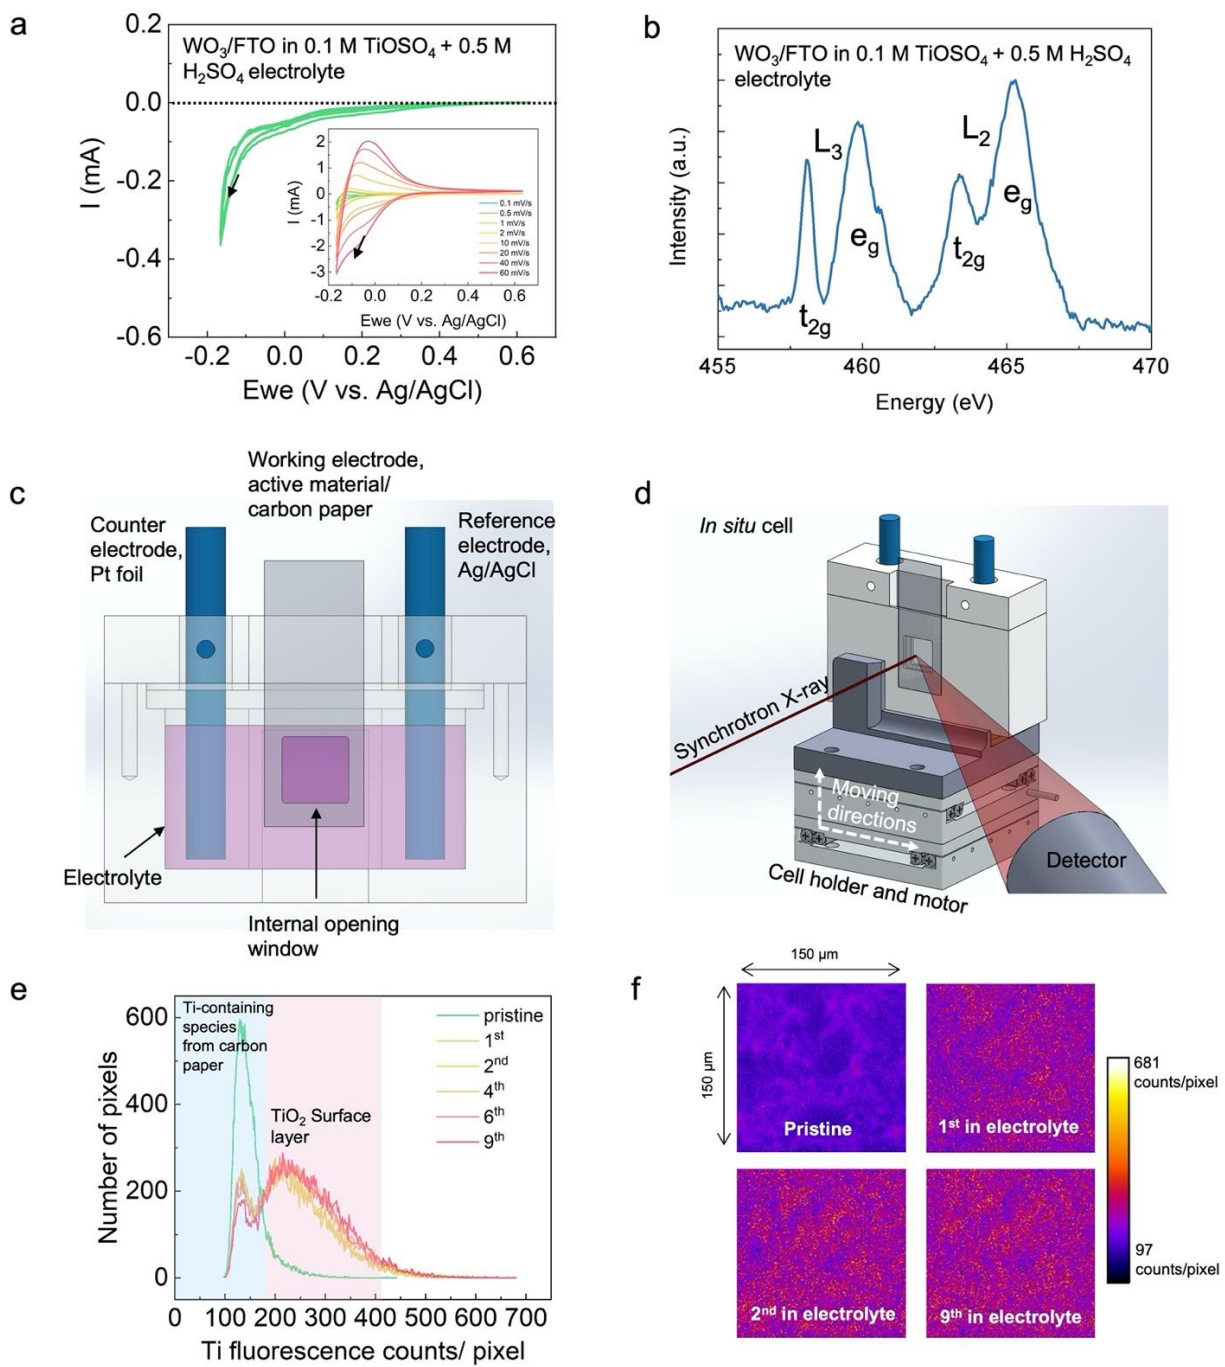 a
WO3/FTO in 0.1 M TiOSO4 + 0.5 M
H2SO4 electrolyte
0.2
0.0
-0.2
-0.4
-0.6
I (mA)
-0.2 0.0 0.2 0.4 0.6
Ewe (V vs. Ag/AgCl)
2
1
0
-1
-2
-3
I (mA)
0.1 mV/s
0.5 mV/s
1 mV/s
2 mV/s
10 mV/s
20 mV/s
40 mV/s
60 mV/s
-0.2 0.0 0.2 0.4 0.6
Ewe (V vs. Ag/AgCl)
b
WO3/FTO in 0.1 M TiOSO4 + 0.5 M H2SO4
electrolyte
Intensity (a.u.)
L3
L2
eg
t2g
eg
t2g
455 460 465 470
Energy (eV)
c
Working electrode,
active material/
carbon paper
Counter
electrode,
Pt foil
Reference
electrode,
Ag/AgCl
Electrolyte
Internal opening
window
d
In situ cell
Synchrotron X-ray
Moving
directions
Detector
Cell holder and motor
e
Ti-containing
species
from carbon
paper
TiO2 Surface
layer
pristine
1st
2nd
4th
6th
9th
600
400
200
0
Number of pixels
0 100 200 300 400 500 600 700
Ti fluorescence counts/ pixel
f
150 µm
150 µm
Pristine
1st in electrolyte
2nd in electrolyte
9th in electrolyte
681
counts/pixel
97
counts/pixel